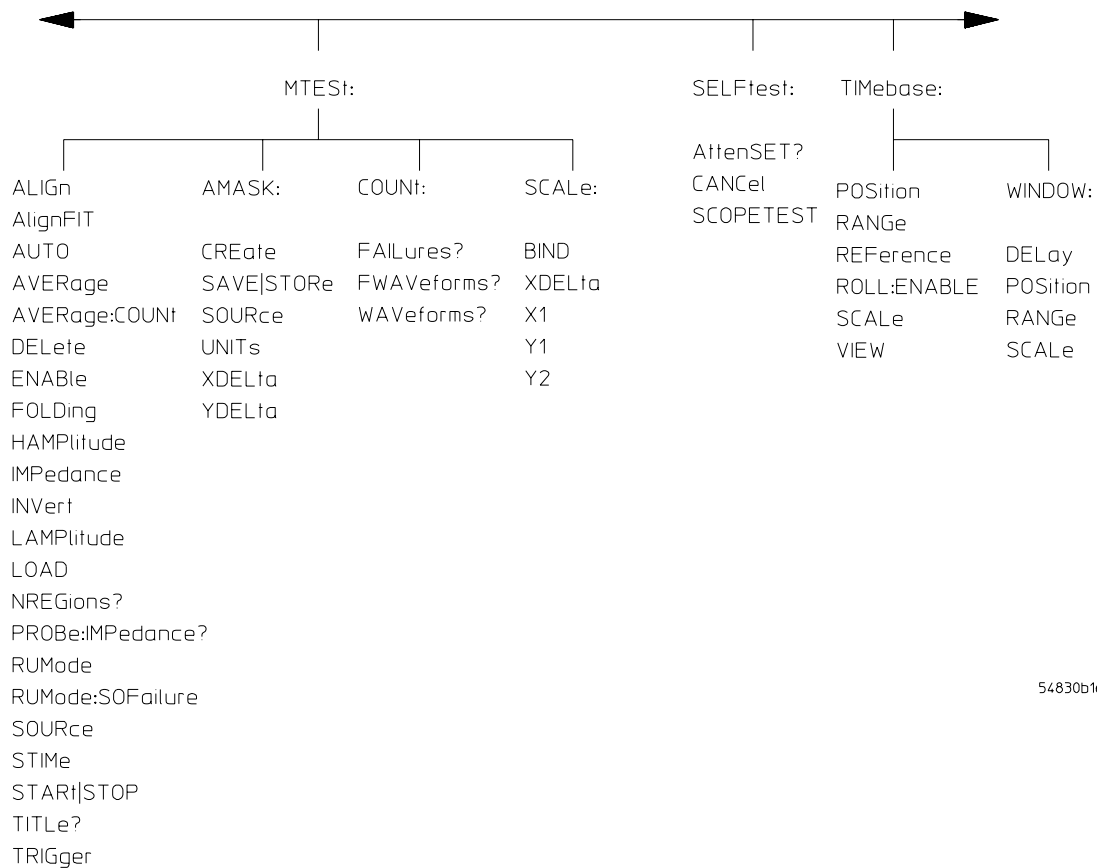 MTESt:
SELFtest:
TIMebase:
AttenSET?
CANCel
SCOPETEST
ALIGn
AlignFIT
AUTO
AVERage
AVERage:COUNt
DELete
ENABle
FOLDing
HAMPlitude
IMPedance
INVert
LAMPlitude
LOAD
NREGions?
PROBe:IMPedance?
RUMode
RUMode:SOFailure
SOURce
STIMe
STARt|STOP
TITLe?
TRIGger
AMASK:
CREate
SAVE|STORe
SOURce
UNITs
XDELta
YDELta
COUNt:
FAILures?
FWAVeforms?
WAVeforms?
SCALe:
BIND
XDELta
X1
Y1
Y2
POSition
RANGe
REFerence
ROLL:ENABLE
SCALe
VIEW
WINDOW:
DELay
POSition
RANGe
SCALe